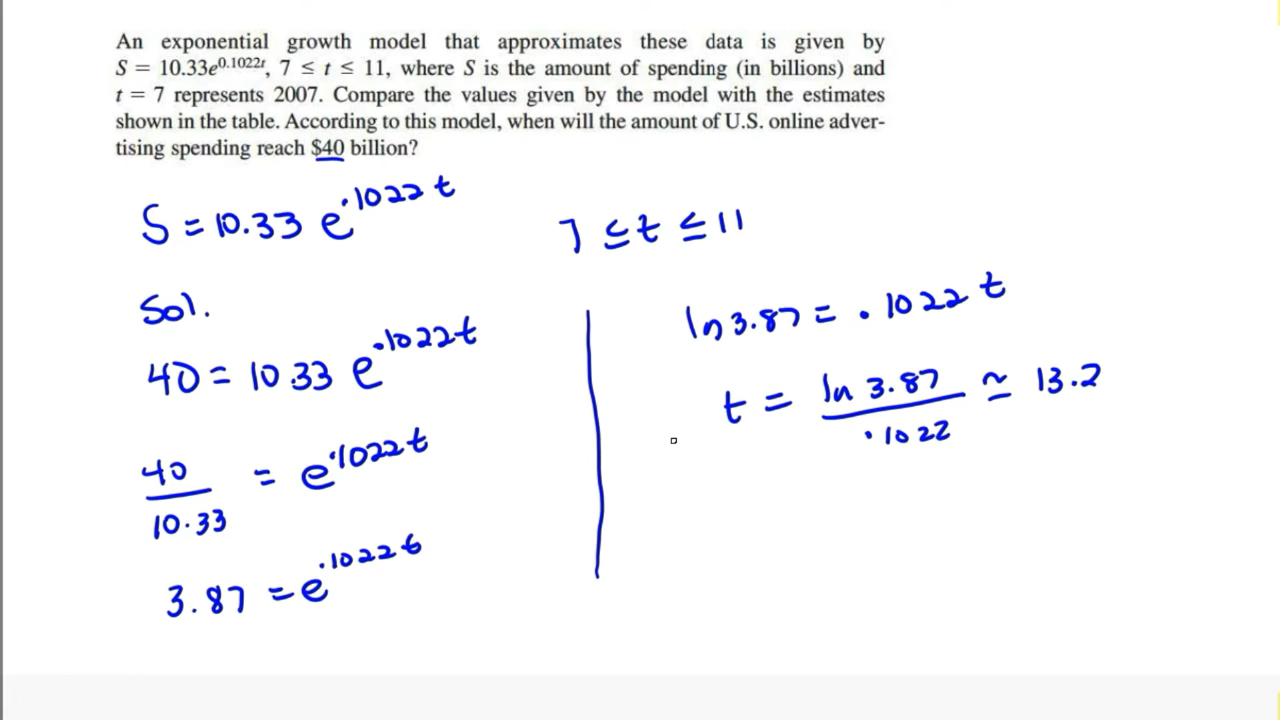 An exponential growth model that approximates these data is given by
S = 10.33e^0.1022t, 7 ≤ t ≤ 11, where S is the amount of spending (in billions) and
t = 7 represents 2007. Compare the values given by the model with the estimates
shown in the table. According to this model, when will the amount of U.S. online adver-
tising spending reach $40 billion?
S = 10.33 e^.1022 t
7 ≤ t ≤ 11
Sol.
40 = 10.33 e^.1022t
40/10.33 = e^.1022t
3.87 = e^.1022t
ln 3.87 = .1022 t
t = ln 3.87/.1022 ≃ 13.2